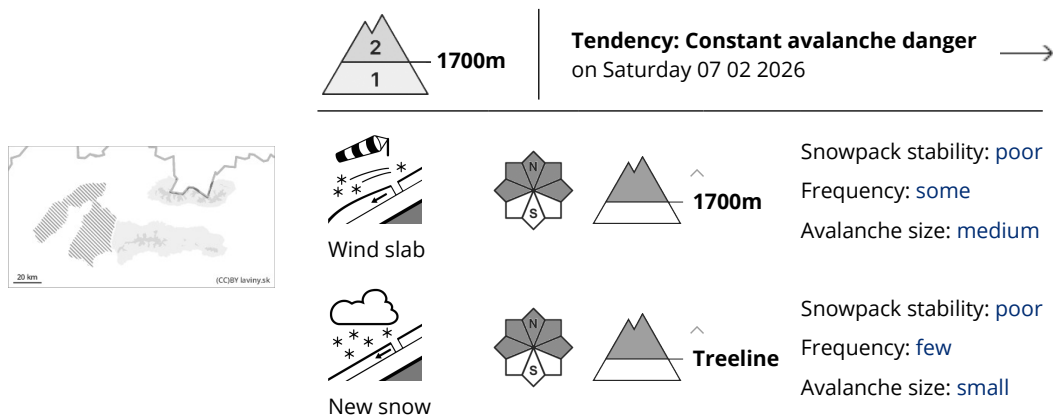 2
1
1700m
Tendency: Constant avalanche danger
on Saturday 07 02 2026
20 km
(CC)BY laviny.sk
Wind slab
N
S
1700m
Snowpack stability: poor
Frequency: some
Avalanche size: medium
New snow
N
S
Treeline
Snowpack stability: poor
Frequency: few
Avalanche size: small